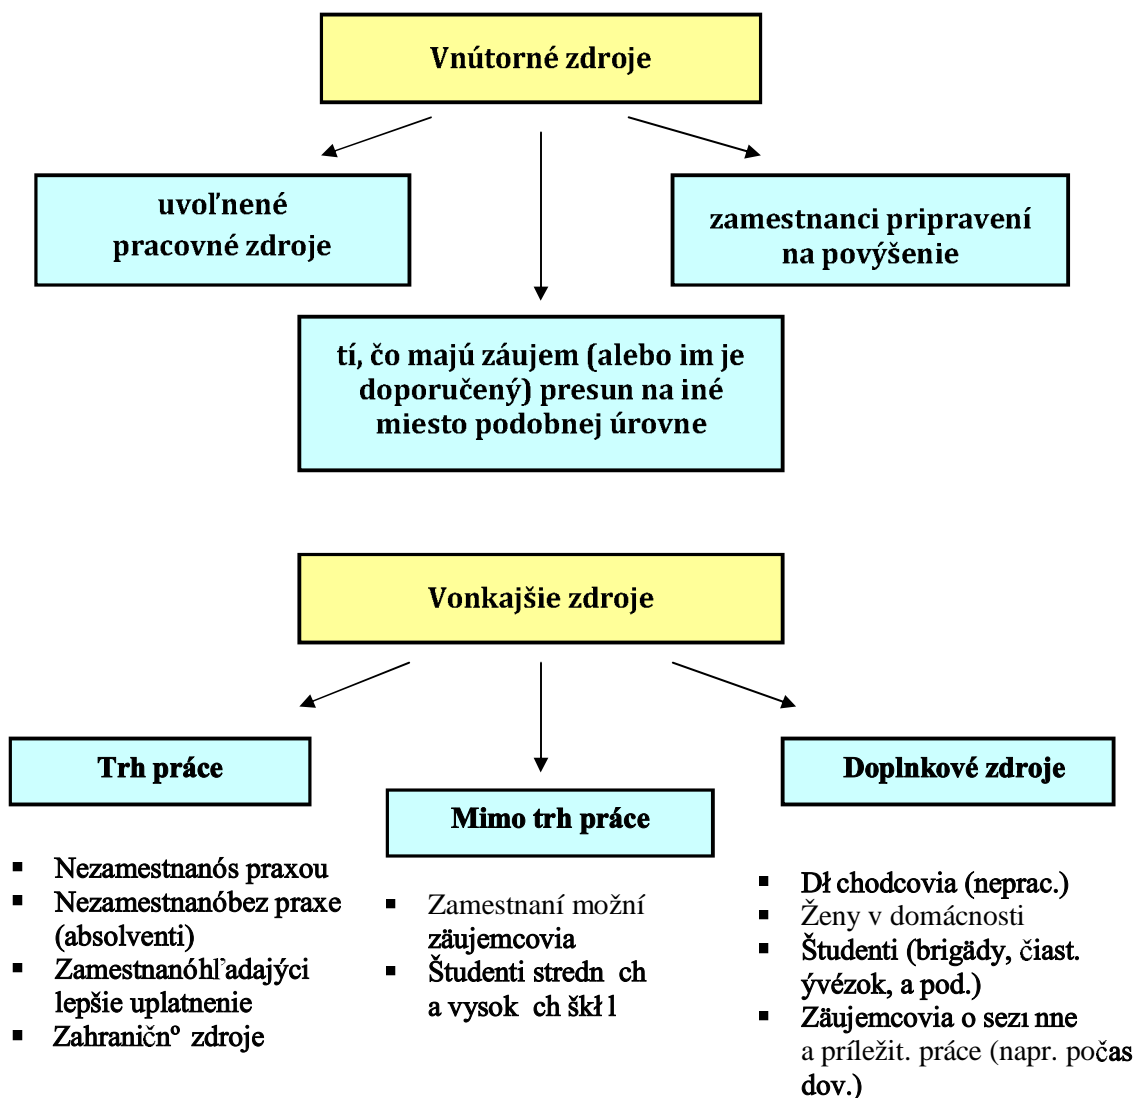 Vnútorné zdroje
uvoľnené
pracovné zdroje
zamestnanci pripravení
na povýšenie
tí, čo majú záujem (alebo im je
doporučený) presun na iné
miesto podobnej úrovne
Vonkajšie zdroje
Trh práce
▪ Nezamestnanós praxou
▪ Nezamestnanóbez praxe
(absolventi)
▪ Zamestnanóhľadajýci
lepšie uplatnenie
▪ Zahraničnº zdroje
Mimo trh práce
▪ Zamestnaní možní
zäujemcovia
▪ Študenti stredn ch
a vysok ch škł l
Doplnkové zdroje
▪ Dł chodcovia (neprac.)
▪ Ženy v domácnosti
▪ Študenti (brigädy, čiast.
ývézok, a pod.)
▪ Zäujemcovia o sezı nne
a príležit. práce (napr. počas
dov.)